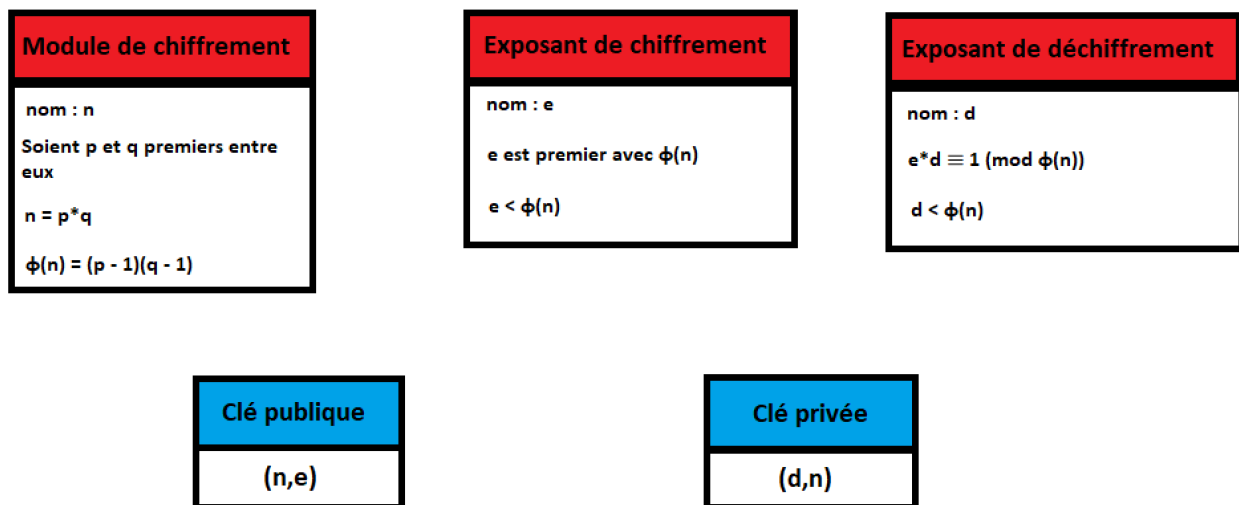 Module de chiffrement
nom : n
Soient p et q premiers entre
eux
n = p*q
ϕ(n) = (p - 1)(q - 1)
Exposant de chiffrement
nom : e
e est premier avec ϕ(n)
e < ϕ(n)
Exposant de déchiffrement
nom : d
e*d ≡ 1 (mod ϕ(n))
d < ϕ(n)
Clé publique
(n,e)
Clé privée
(d,n)